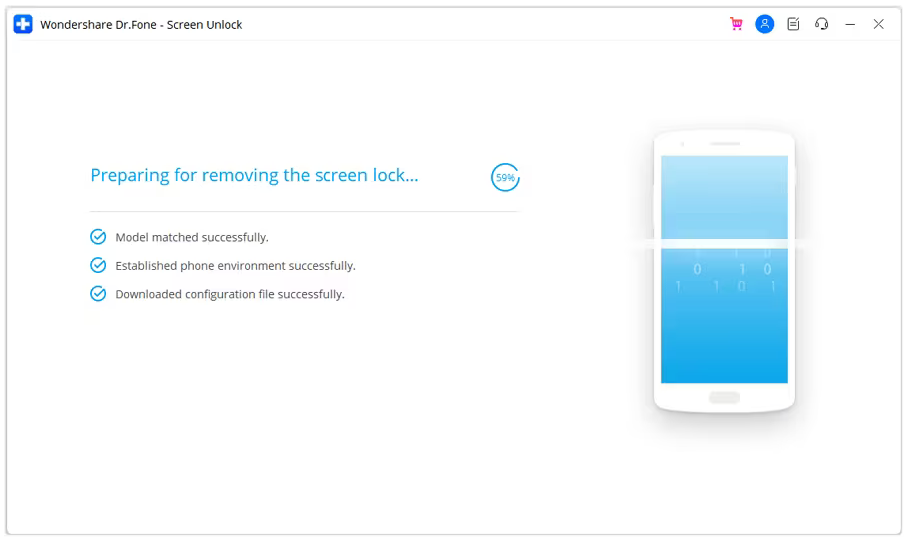 Wondershare Dr.Fone - Screen Unlock
Preparing for removing the screen lock...
59%
Model matched successfully.
Established phone environment successfully.
Downloaded configuration file successfully.
0 1 0
1 1 0 1